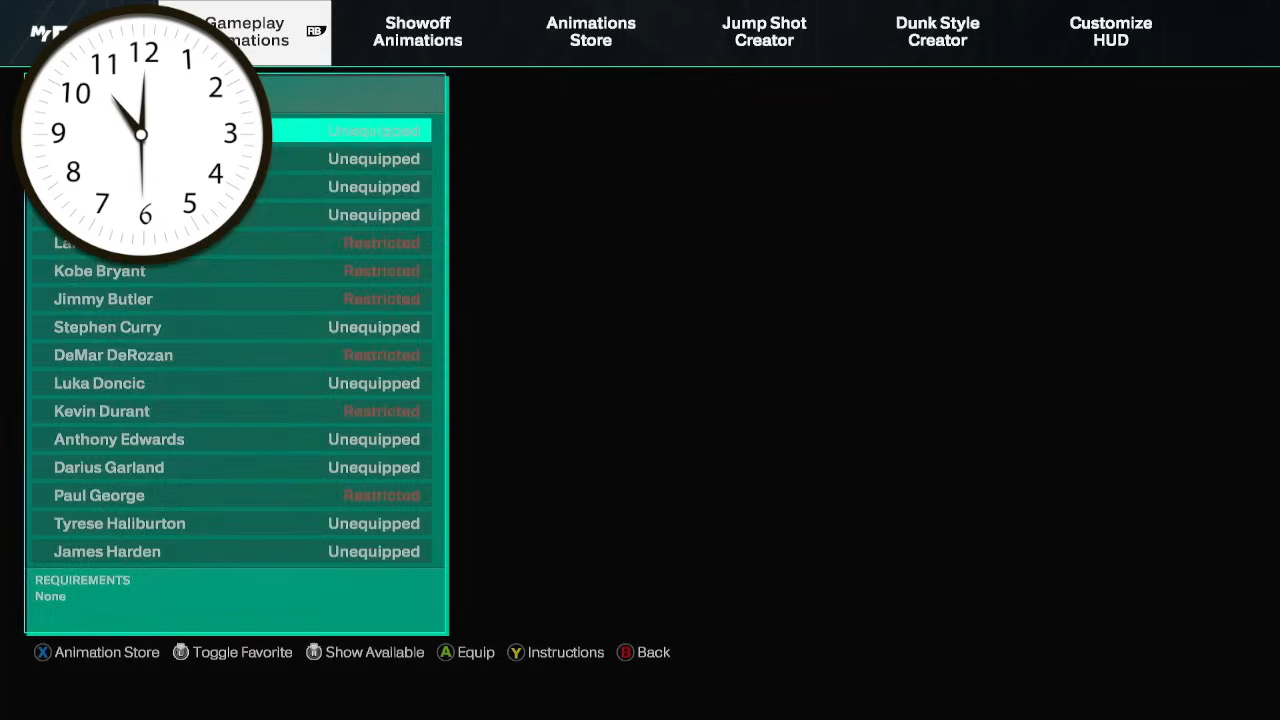 Gameplay
RB
Showoff
Animations
Animations
Store
Jump Shot
Creator
Dunk Style
Creator
Customize
HUD
12
11
1
10
2
9
3
8
4
7
5
6
Unequipped
Unequipped
Unequipped
Unequipped
Restricted
Kobe Bryant Restricted
Jimmy Butler Restricted
Stephen Curry Unequipped
DeMar DeRozan Restricted
Luka Doncic Unequipped
Kevin Durant Restricted
Anthony Edwards Unequipped
Darius Garland Unequipped
Paul George Restricted
Tyrese Haliburton Unequipped
James Harden Unequipped
REQUIREMENTS
None
X Animation Store L Toggle Favorite R Show Available A Equip Y Instructions B Back